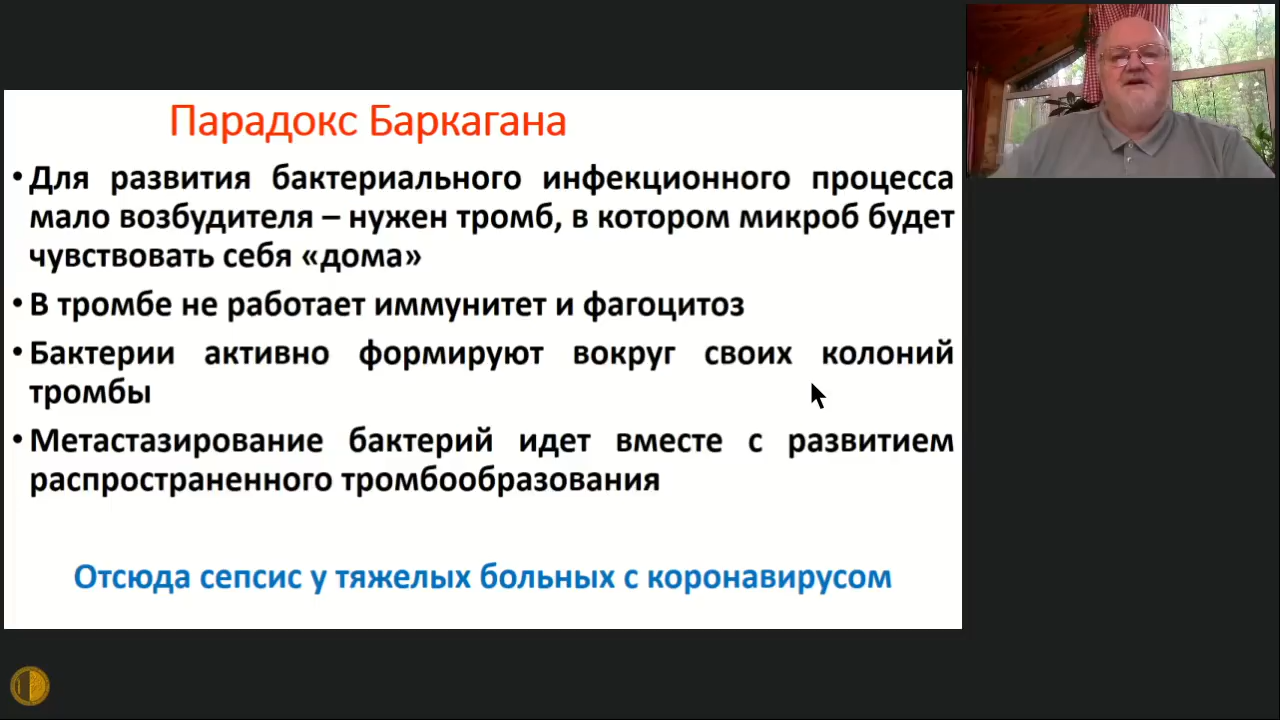 Парадокс Баркагана
• Для развития бактериального инфекционного процесса
мало возбудителя – нужен тромб, в котором микроб будет
чувствовать себя «дома»
• В тромбе не работает иммунитет и фагоцитоз
• Бактерии активно формируют вокруг своих колоний
тромбы
• Метастазирование бактерий идет вместе с развитием
распространенного тромбообразования
Отсюда сепсис у тяжелых больных с коронавирусом